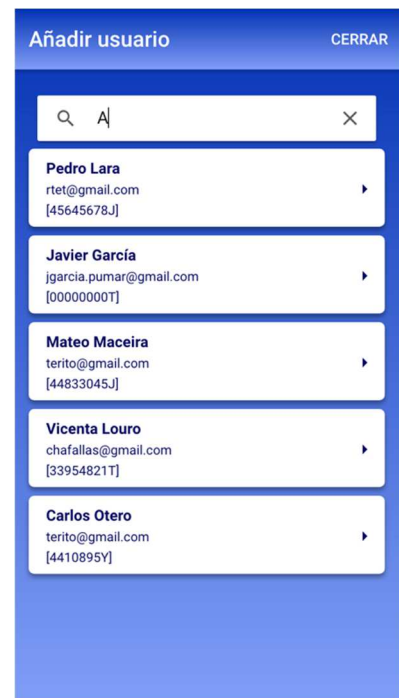 Añadir usuario CERRAR
A
Pedro Lara
rtet@gmail.com
[45645678J]
Javier García
jgarcia.pumar@gmail.com
[00000000T]
Mateo Maceira
terito@gmail.com
[44833045J]
Vicenta Louro
chafallas@gmail.com
[33954821T]
Carlos Otero
terito@gmail.com
[4410895Y]